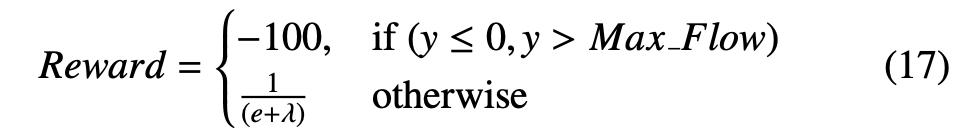 Reward = { −100, if (y ≤ 0, y > Max_Flow)
1/(e+λ) otherwise (17)